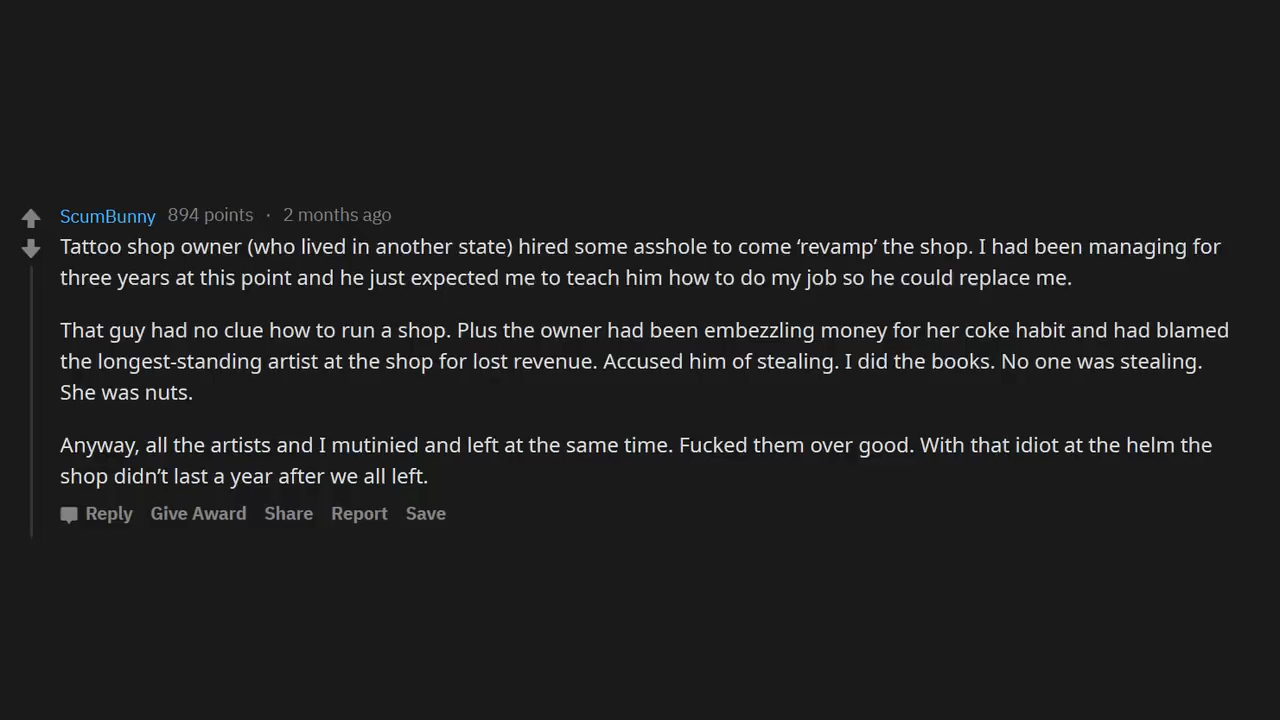 ScumBunny 894 points · 2 months ago
Tattoo shop owner (who lived in another state) hired some asshole to come ‘revamp’ the shop. I had been managing for
three years at this point and he just expected me to teach him how to do my job so he could replace me.
That guy had no clue how to run a shop. Plus the owner had been embezzling money for her coke habit and had blamed
the longest-standing artist at the shop for lost revenue. Accused him of stealing. I did the books. No one was stealing.
She was nuts.
Anyway, all the artists and I mutinied and left at the same time. Fucked them over good. With that idiot at the helm the
shop didn’t last a year after we all left.
Reply Give Award Share Report Save